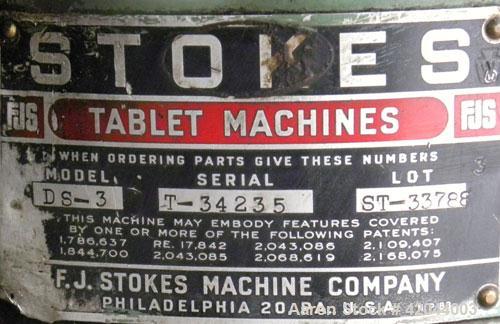 STOKES
FJS TABLET MACHINES FJS
WHEN ORDERING PARTS GIVE THESE NUMBERS
MODEL SERIAL LOT
DS-3 T-34235 ST-33788
THIS MACHINE MAY EMBODY FEATURES COVERED
BY ONE OR MORE OF THE FOLLOWING PATENTS:
1,786,637 RE. 17,842 2,043,086 2,109,407
1,844,700 2,043,085 2,068,619 2,168,075
F.J. STOKES MACHINE COMPANY
PHILADELPHIA 20, PA. U.S.A.
Aaron Stock #